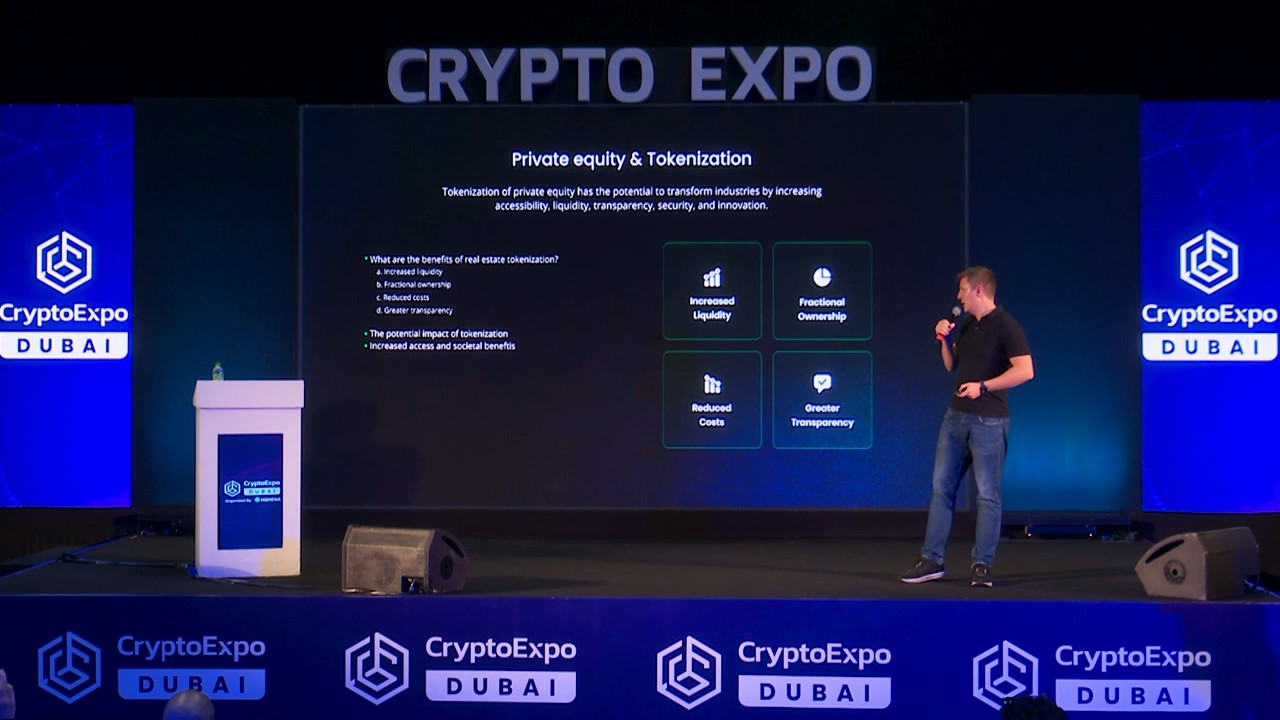 CRYPTO EXPO
Private equity & Tokenization
Tokenization of private equity has the potential to transform industries by increasing
accessibility, liquidity, transparency, security, and innovation.
• What are the benefits of real estate tokenization?
a. Increased liquidity
b. Fractional ownership
c. Reduced costs
d. Greater transparency
• The potential impact of tokenization
• Increased access and societal benefits
Increased
Liquidity
Fractional
Ownership
Reduced
Costs
Greater
Transparency
CryptoExpo
DUBAI
CryptoExpo
DUBAI
CryptoExpo
DUBAI
Organised By HQMENA
CryptoExpo
DUBAI
CryptoExpo
DUBAI
CryptoExpo
DUBAI
CryptoExpo
DUBAI